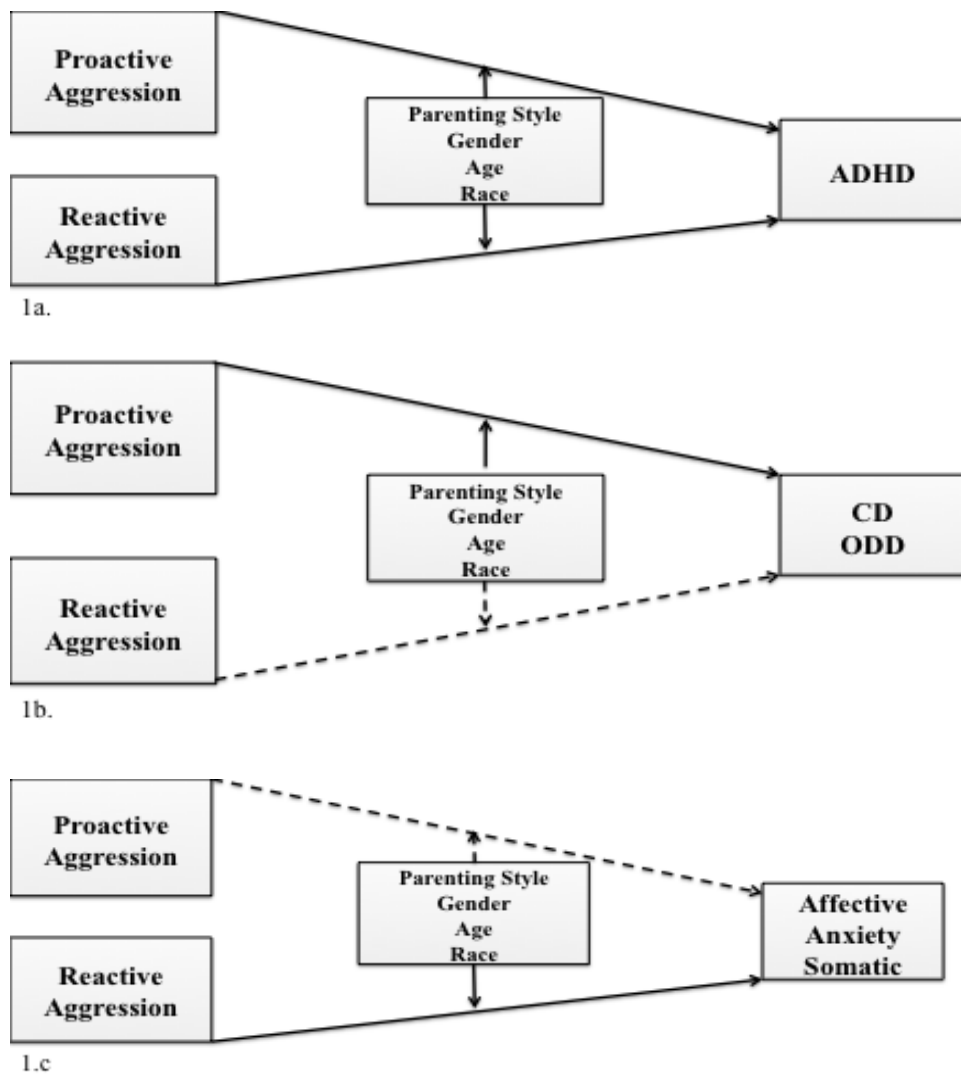 Proactive
Aggression
Parenting Style
Gender
Age
Race
ADHD
Reactive
Aggression
1a.
Proactive
Aggression
Parenting Style
Gender
Age
Race
CD
ODD
Reactive
Aggression
1b.
Proactive
Aggression
Parenting Style
Gender
Age
Race
Affective
Anxiety
Somatic
Reactive
Aggression
1.c